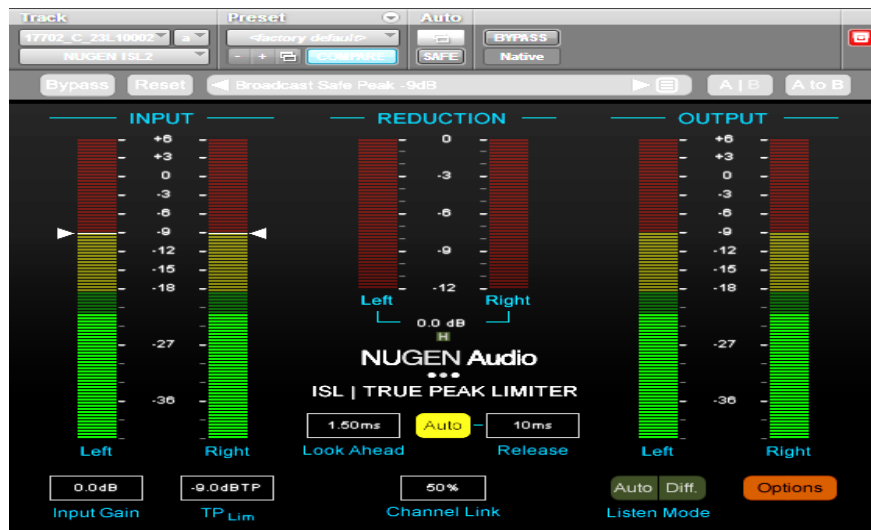 Track Preset Auto
17702_C_23L10002 a <factory default> BYPASS
NUGEN ISL2 - + COMPARE SAFE Native
Bypass Reset Broadcast Safe Peak -9dB A | B A to B
INPUT REDUCTION OUTPUT
+6 0 +6
+3 +3
0 -3 0
-3 -3
-6 -6 -6
-9 -9
-12 -9 -12
-15 -15
-18 -12 -18
Left Right
0.0 dB
H
-27 -27
NUGEN Audio
ISL | TRUE PEAK LIMITER
-36 -36
1.50ms Auto 10ms
Left Right Look Ahead Release Left Right
0.0dB -9.0dBTP 50% Auto Diff. Options
Input Gain TP Lim Channel Link Listen Mode